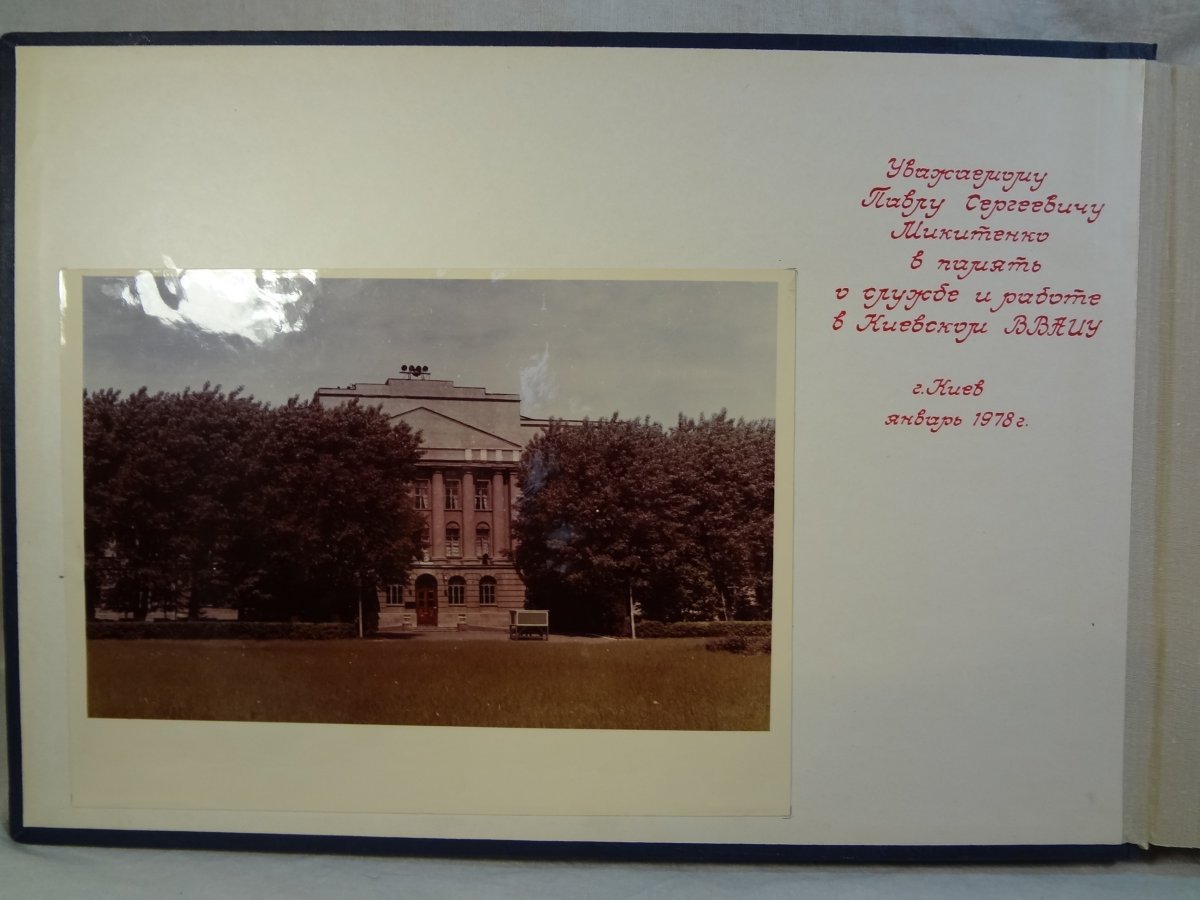 Уважаемому
Павлу Сергеевичу
Микитенко
в память
о службе и работе
в Киевском ВВАИУ
г. Киев
январь 1978 г.